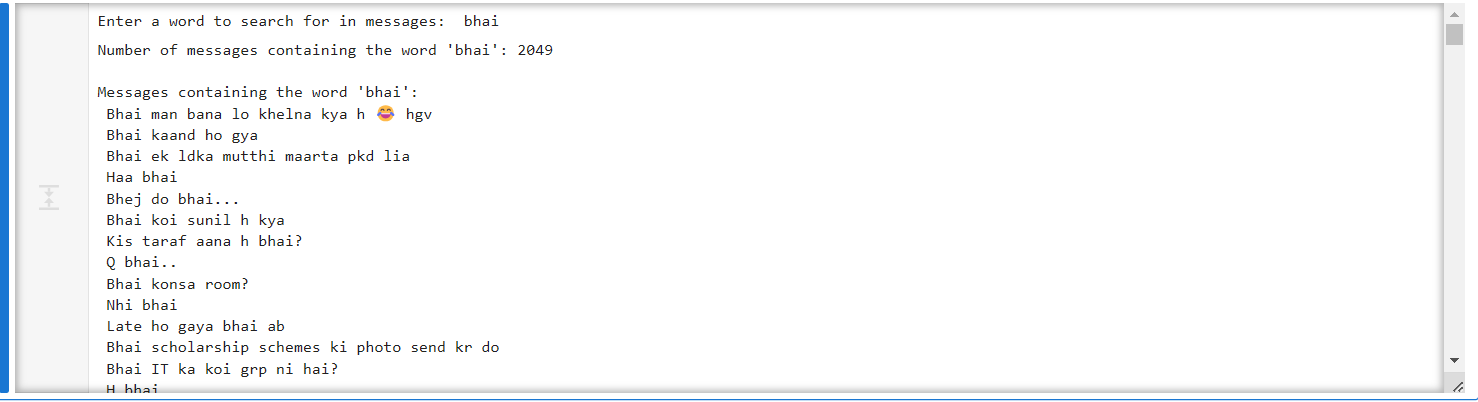 Enter a word to search for in messages:  bhai
Number of messages containing the word 'bhai': 2049
Messages containing the word 'bhai':
Bhai man bana lo khelna kya h 😂 hgv
Bhai kaand ho gya
Bhai ek ldka mutthi maarta pkd lia
Haa bhai
Bhej do bhai...
Bhai koi sunil h kya
Kis taraf aana h bhai?
Q bhai..
Bhai konsa room?
Nhi bhai
Late ho gaya bhai ab
Bhai scholarship schemes ki photo send kr do
Bhai IT ka koi grp ni hai?
H bhai